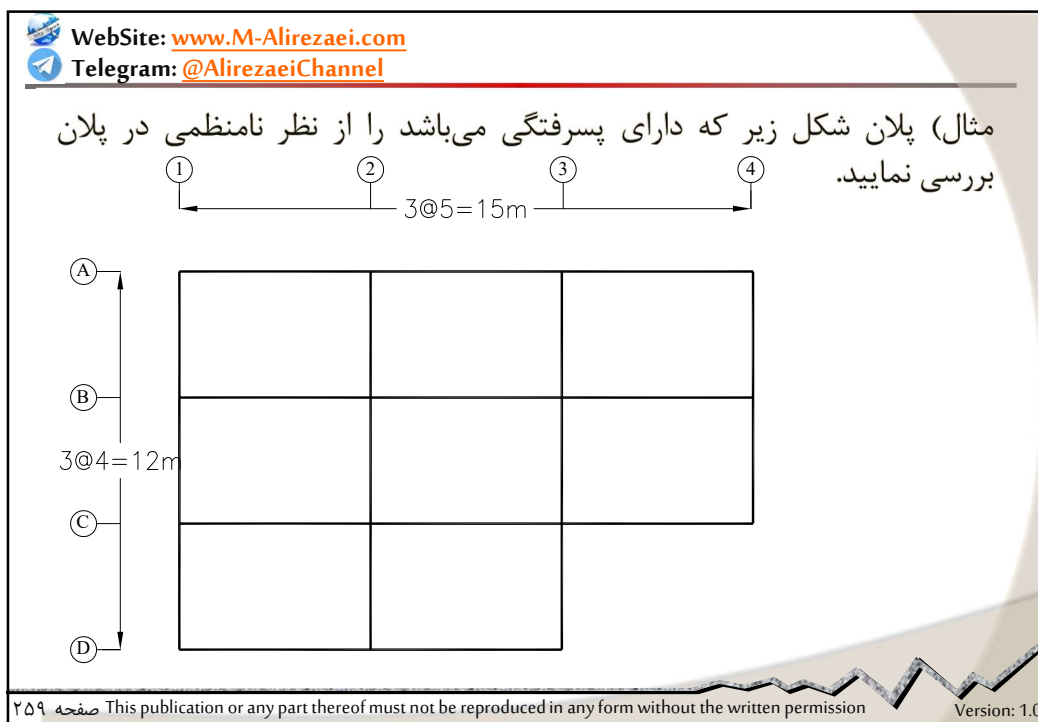 WebSite: www.M-Alirezaei.com
Telegram: @AlirezaeiChannel
مثال) پلان شکل زیر که دارای پسرفتگی می‌باشد را از نظر نامنظمی در پلان
بررسی نمایید.
1 2 3 4
3@5=15m
A
B
3@4=12m
C
D
صفحه ۲۵۹ This publication or any part thereof must not be reproduced in any form without the written permission Version: 1.0